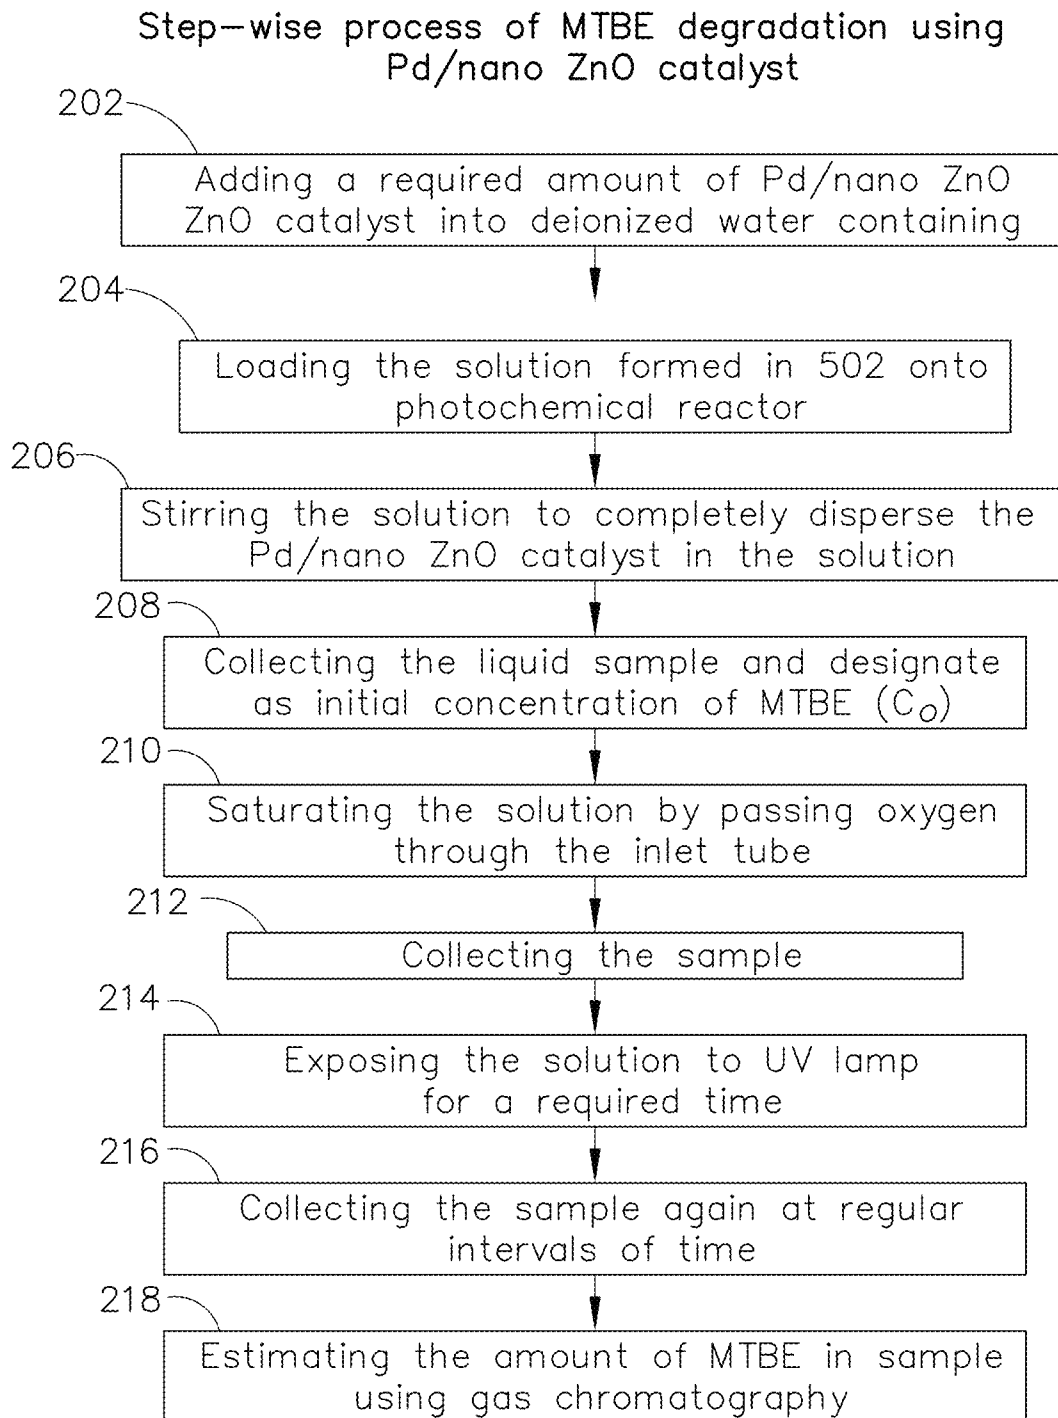 Step-wise process of MTBE degradation using
Pd/nano ZnO catalyst
202
Adding a required amount of Pd/nano ZnO
ZnO catalyst into deionized water containing
204
Loading the solution formed in 502 onto
photochemical reactor
206
Stirring the solution to completely disperse the
Pd/nano ZnO catalyst in the solution
208
Collecting the liquid sample and designate
as initial concentration of MTBE (CO)
210
Saturating the solution by passing oxygen
through the inlet tube
212
Collecting the sample
214
Exposing the solution to UV lamp
for a required time
216
Collecting the sample again at regular
intervals of time
218
Estimating the amount of MTBE in sample
using gas chromatography